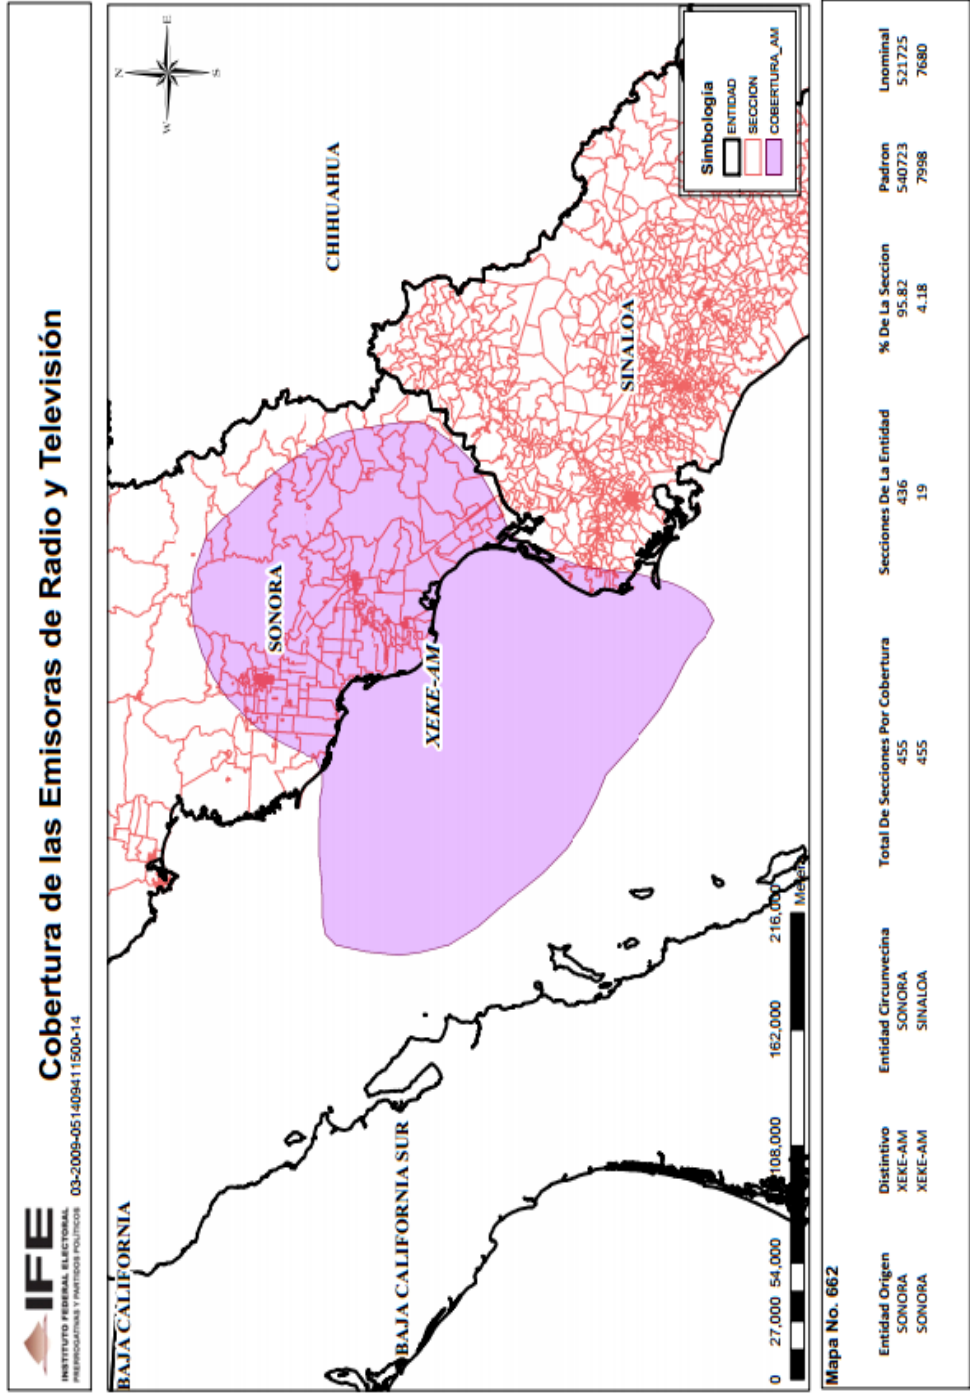 IFE
INSTITUTO FEDERAL ELECTORAL
PRERROGATIVAS Y PARTIDOS POLÍTICOS
Cobertura de las Emisoras de Radio y Televisión
03-2009-051409411500-14
BAJA CALIFORNIA
BAJA CALIFORNIA SUR
SONORA
XEKE-AM
CHIHUAHUA
SINALOA
N
E
S
W
Simbología
ENTIDAD
SECCION
COBERTURA_AM
0 27,000 54,000 108,000 162,000 216,000
Mapa No. 662
Entidad Origen Distintivo Entidad Circunvecina Total De Secciones Por Cobertura Secciones De La Entidad % De La Seccion Padron Lnominal
SONORA XEKE-AM SONORA 455 436 95.82 540723 521725
SONORA XEKE-AM SINALOA 455 19 4.18 7998 7680